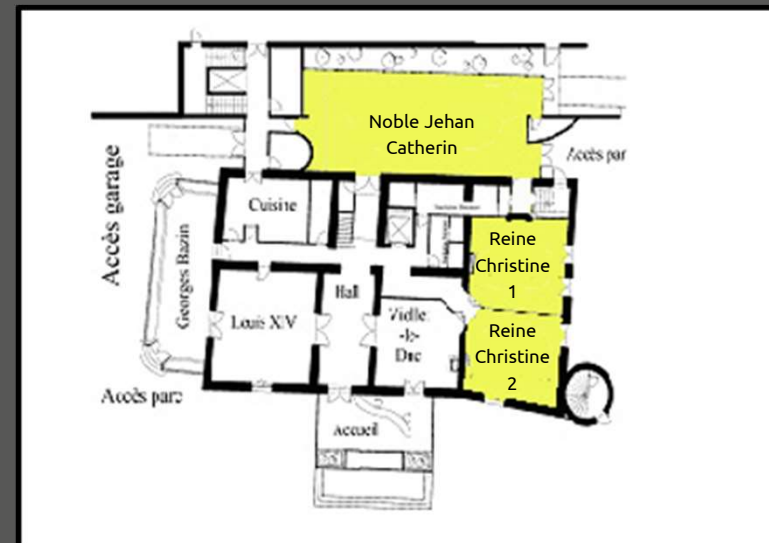 Noble Jehan
Catherin
Accès par
Accès garage
Cuisine
Georges Bazin
Reine
Christine
1
Hall
Louis XIV
Viollet
-le-
Duc
Reine
Christine
2
Accès parc
Accueil